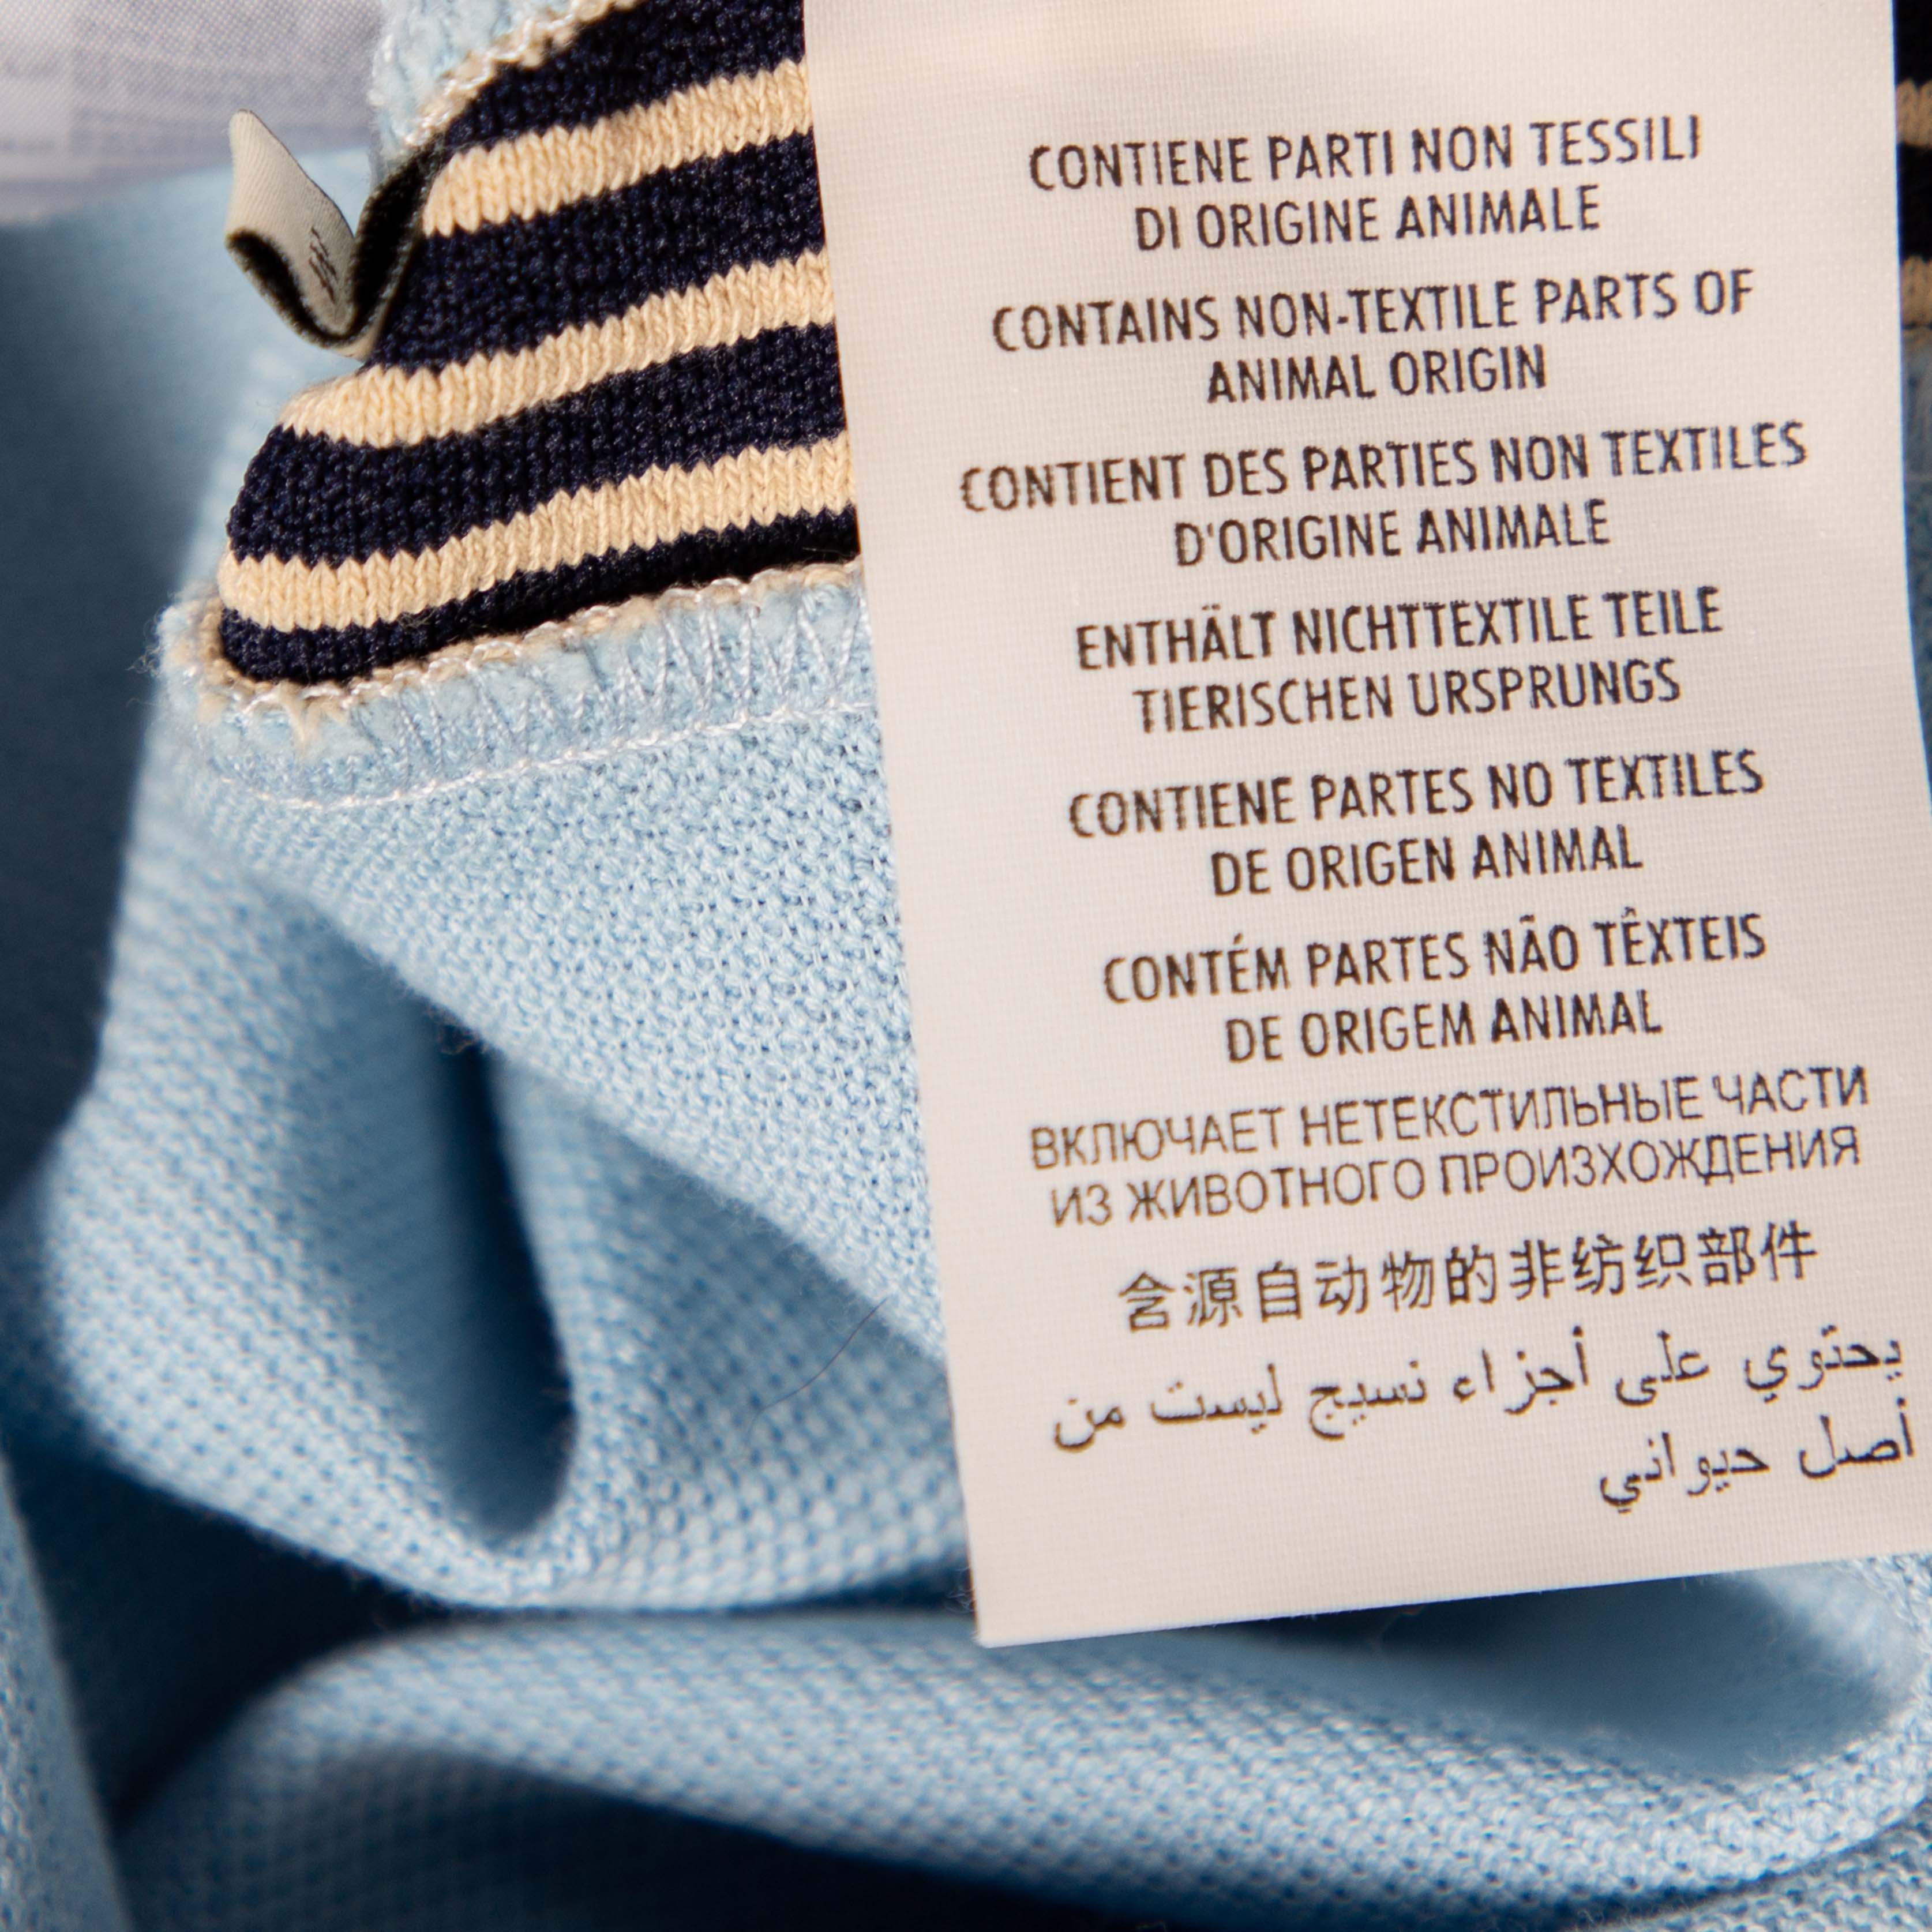 CONTIENE PARTI NON TESSILI
DI ORIGINE ANIMALE
CONTAINS NON-TEXTILE PARTS OF
ANIMAL ORIGIN
CONTIENT DES PARTIES NON TEXTILES
D'ORIGINE ANIMALE
ENTHÄLT NICHTTEXTILE TEILE
TIERISCHEN URSPRUNGS
CONTIENE PARTES NO TEXTILES
DE ORIGEN ANIMAL
CONTÉM PARTES NÃO TÊXTEIS
DE ORIGEM ANIMAL
ВКЛЮЧАЕТ НЕТЕКСТИЛЬНЫЕ ЧАСТИ
ИЗ ЖИВОТНОГО ПРОИЗХОЖДЕНИЯ
含源自动物的非纺织部件
يحتوي على أجزاء نسيج ليست من
أصل حيواني